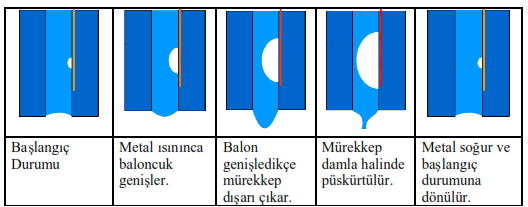 Başlangıç
Durumu
Metal ısınınca
baloncuk
genişler.
Balon
genişledikçe
mürekkep
dışarı çıkar.
Mürekkep
damla halinde
püskürtülür.
Metal soğur ve
başlangıç
durumuna
dönülür.